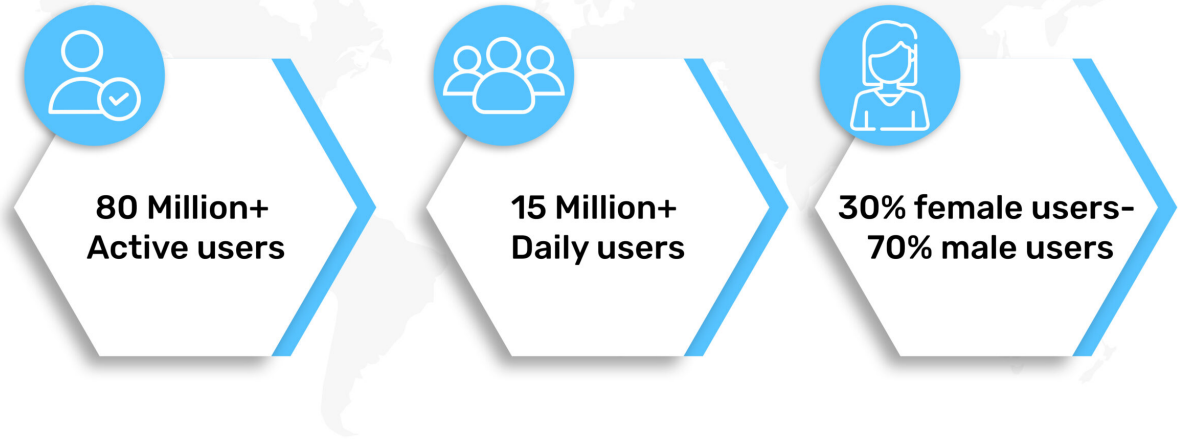 80 Million+
Active users
15 Million+
Daily users
30% female users-
70% male users